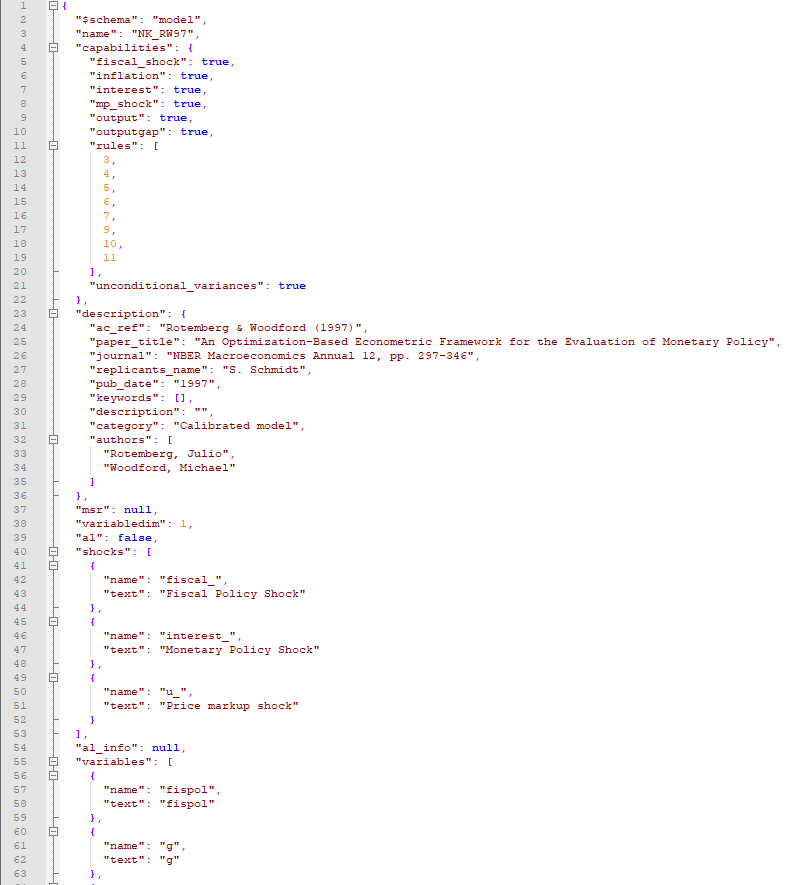 1 {
2 "$schema": "model",
3 "name": "NK_RW97",
4 "capabilities": {
5 "fiscal_shock": true,
6 "inflation": true,
7 "interest": true,
8 "mp_shock": true,
9 "output": true,
10 "outputgap": true,
11 "rules": [
12 3,
13 4,
14 5,
15 6,
16 7,
17 9,
18 10,
19 11
20 ],
21 "unconditional_variances": true
22 },
23 "description": {
24 "ac_ref": "Rotemberg & Woodford (1997)",
25 "paper_title": "An Optimization-Based Econometric Framework for the Evaluation of Monetary Policy",
26 "journal": "NBER Macroeconomics Annual 12, pp. 297-346",
27 "replicants_name": "S. Schmidt",
28 "pub_date": "1997",
29 "keywords": [],
30 "description": "",
31 "category": "Calibrated model",
32 "authors": [
33 "Rotemberg, Julio",
34 "Woodford, Michael"
35 ]
36 },
37 "msr": null,
38 "variabledim": 1,
39 "al": false,
40 "shocks": [
41 {
42 "name": "fiscal_",
43 "text": "Fiscal Policy Shock"
44 },
45 {
46 "name": "interest_",
47 "text": "Monetary Policy Shock"
48 },
49 {
50 "name": "u_",
51 "text": "Price markup shock"
52 }
53 ],
54 "al_info": null,
55 "variables": [
56 {
57 "name": "fispol",
58 "text": "fispol"
59 },
60 {
61 "name": "g",
62 "text": "g"
63 },